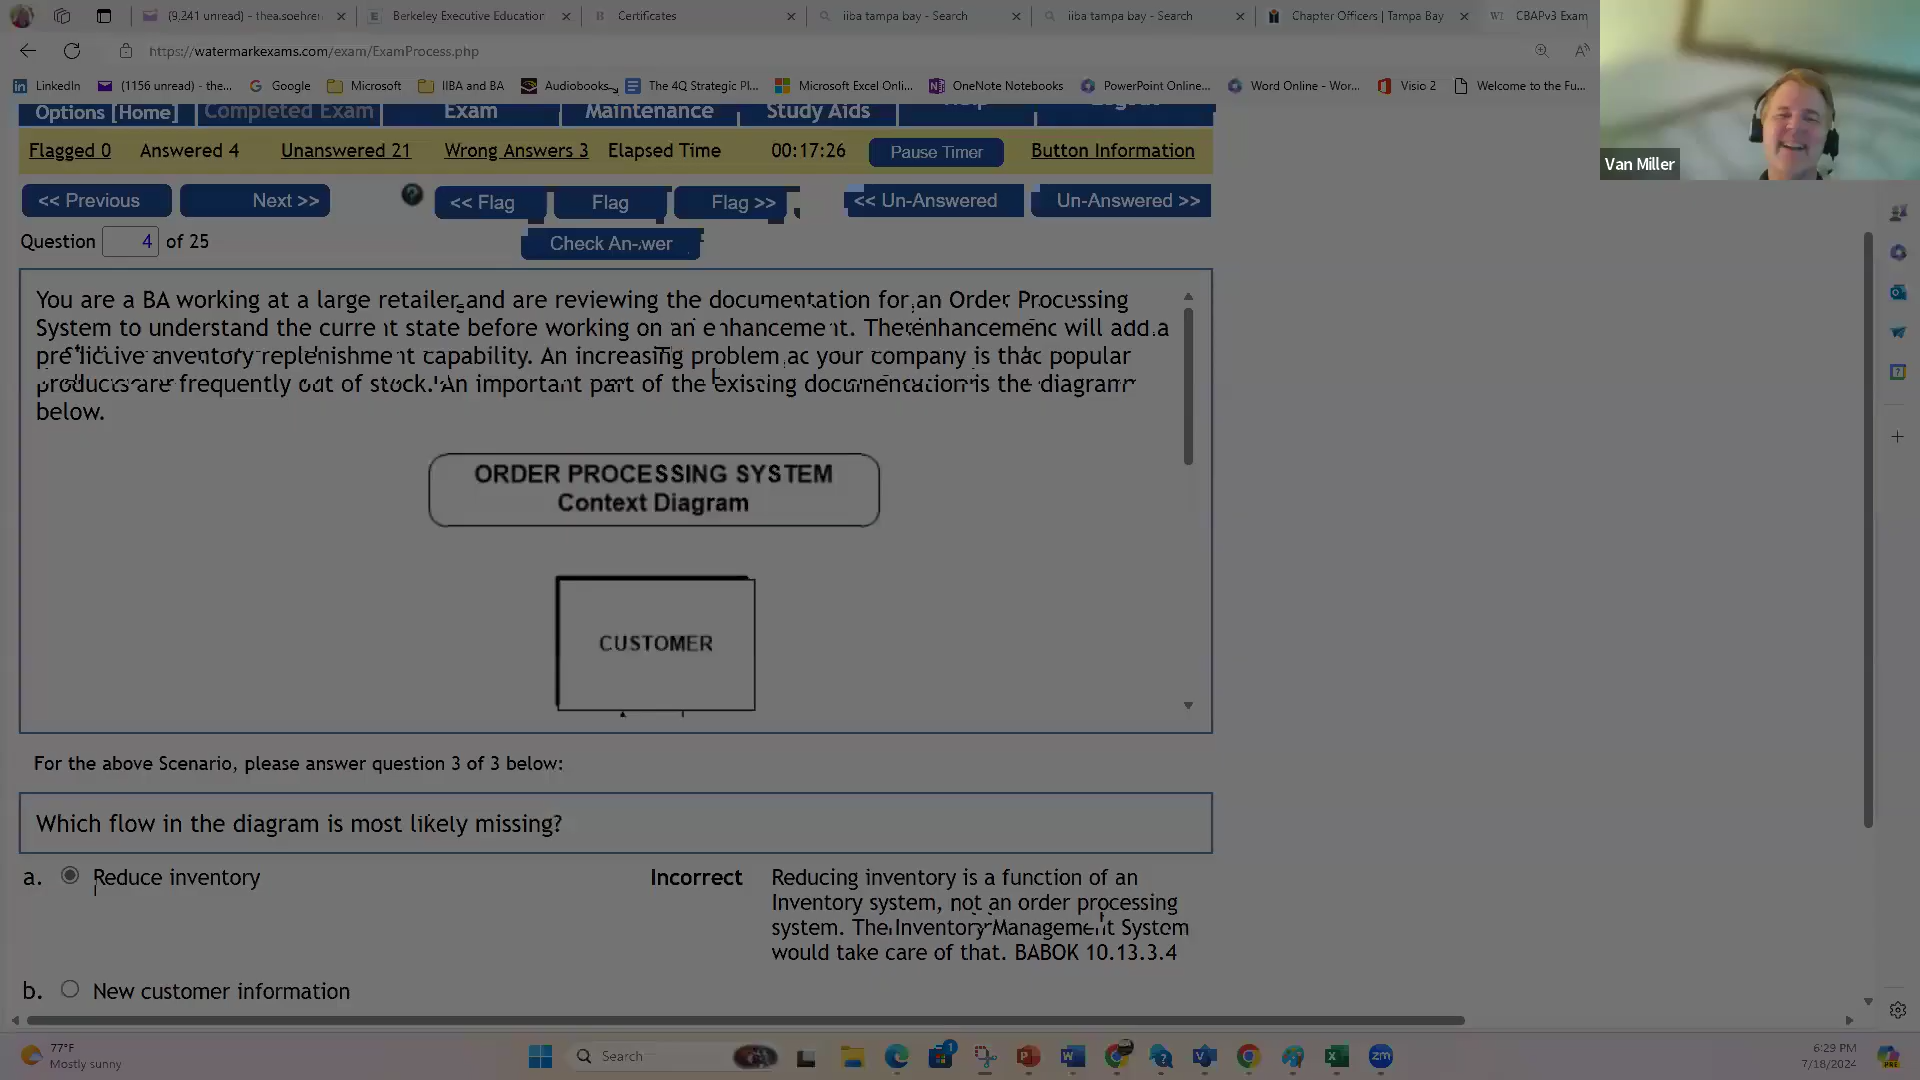 (9,241 unread) - thea.soehren
Berkeley Executive Education
Certificates
iiba tampa bay - Search
iiba tampa bay - Search
Chapter Officers | Tampa Bay
CBAPv3 Exam
https://watermarkexams.com/exam/ExamProcess.php
LinkedIn
(1156 unread) - the...
Google
Microsoft
IIBA and BA
Audiobooks
The 4Q Strategic Pl...
Microsoft Excel Onli...
OneNote Notebooks
PowerPoint Online...
Word Online - Wor...
Visio 2
Welcome to the Fu...
Van Miller
Options [Home]
Completed Exam
Exam
Maintenance
Study Aids
Flagged 0
Answered 4
Unanswered 21
Wrong Answers 3
Elapsed Time
00:17:26
Pause Timer
Button Information
<< Previous
Next >>
<< Flag
Flag
Flag >>
<< Un-Answered
Un-Answered >>
Question 4 of 25
Check
You are a BA working at a large retailer and are reviewing the documentation for an Order Processing
System to understand the current state before working on an enhancement. The enhancement will add a
predictive inventory replenishment capability. An increasing problem at your company is that popular
products are frequently out of stock. An important part of the existing documentation is the diagram
below.
ORDER PROCESSING SYSTEM
Context Diagram
CUSTOMER
For the above Scenario, please answer question 3 of 3 below:
Which flow in the diagram is most likely missing?
a. Reduce inventory
Incorrect
Reducing inventory is a function of an
Inventory system, not an order processing
system. The Inventory Management System
would take care of that. BABOK 10.13.3.4
b. New customer information
77°F
Mostly sunny
Search
6:29 PM
7/18/2024